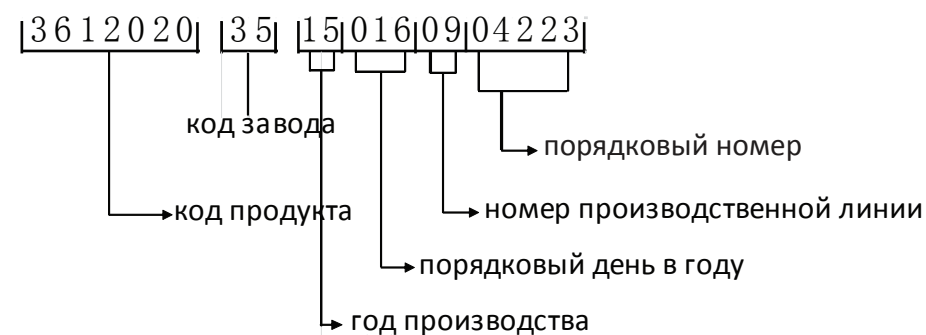 3612020 35 15 016 09 04223
код завода
порядковый номер
код продукта
номер производственной линии
порядковый день в году
год производства